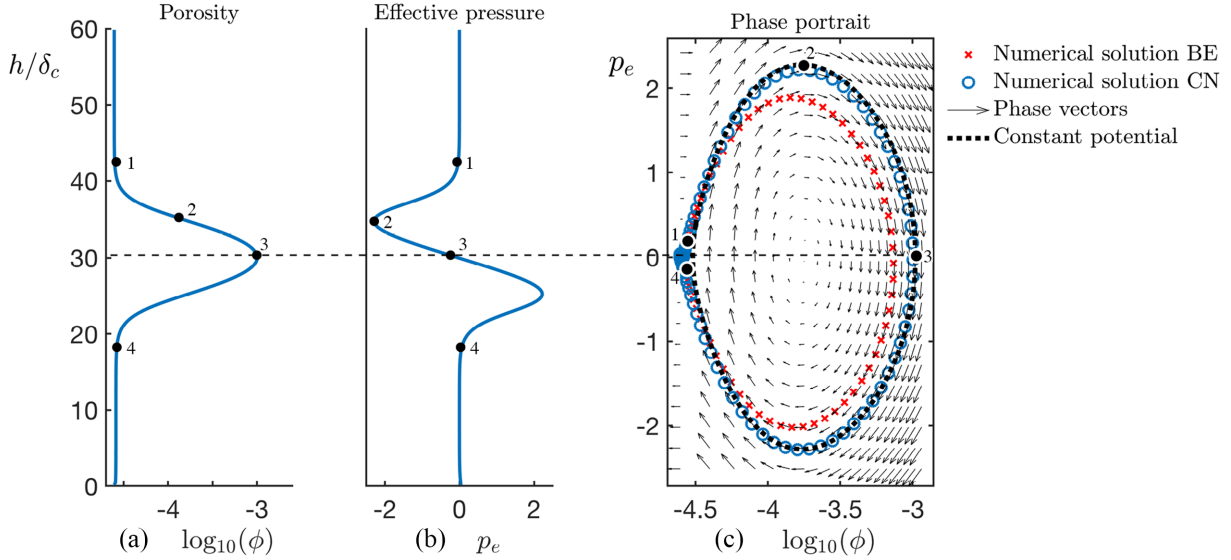 Porosity
h/δc
60
50
40
30
20
10
0
1
2
3
4
-4
-3
(a) log10(ϕ)
Effective pressure
1
2
3
4
-2
0
2
(b) pe
Phase portrait
pe
2
1
0
-1
-2
2
1
3
4
-4.5
-4
-3.5
-3
(c) log10(ϕ)
Numerical solution BE
Numerical solution CN
Phase vectors
Constant potential